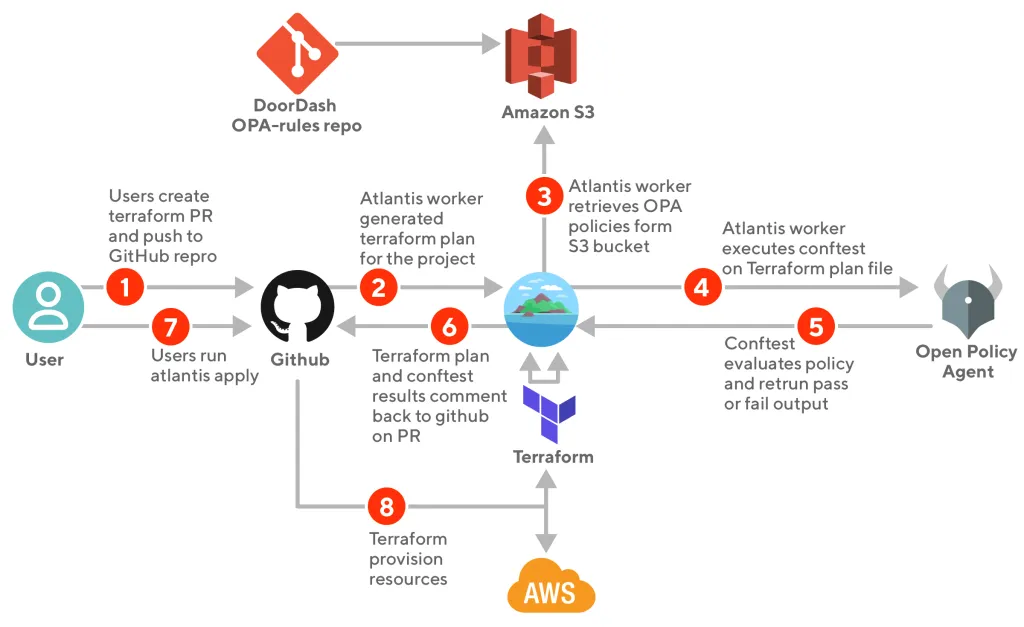 DoorDash
OPA-rules repo
Amazon S3
Users create
terraform PR
and push to
GitHub repro
1
Atlantis worker
generated
terraform plan
for the project
2
3
Atlantis worker
retrieves OPA
policies form
S3 bucket
Atlantis worker
executes conftest
on Terraform plan file
4
User
7
Users run
atlantis apply
Github
6
Terraform plan
and conftest
results comment
back to github
on PR
5
Conftest
evaluates policy
and retrun pass
or fail output
Open Policy
Agent
Terraform
8
Terraform
provision
resources
AWS